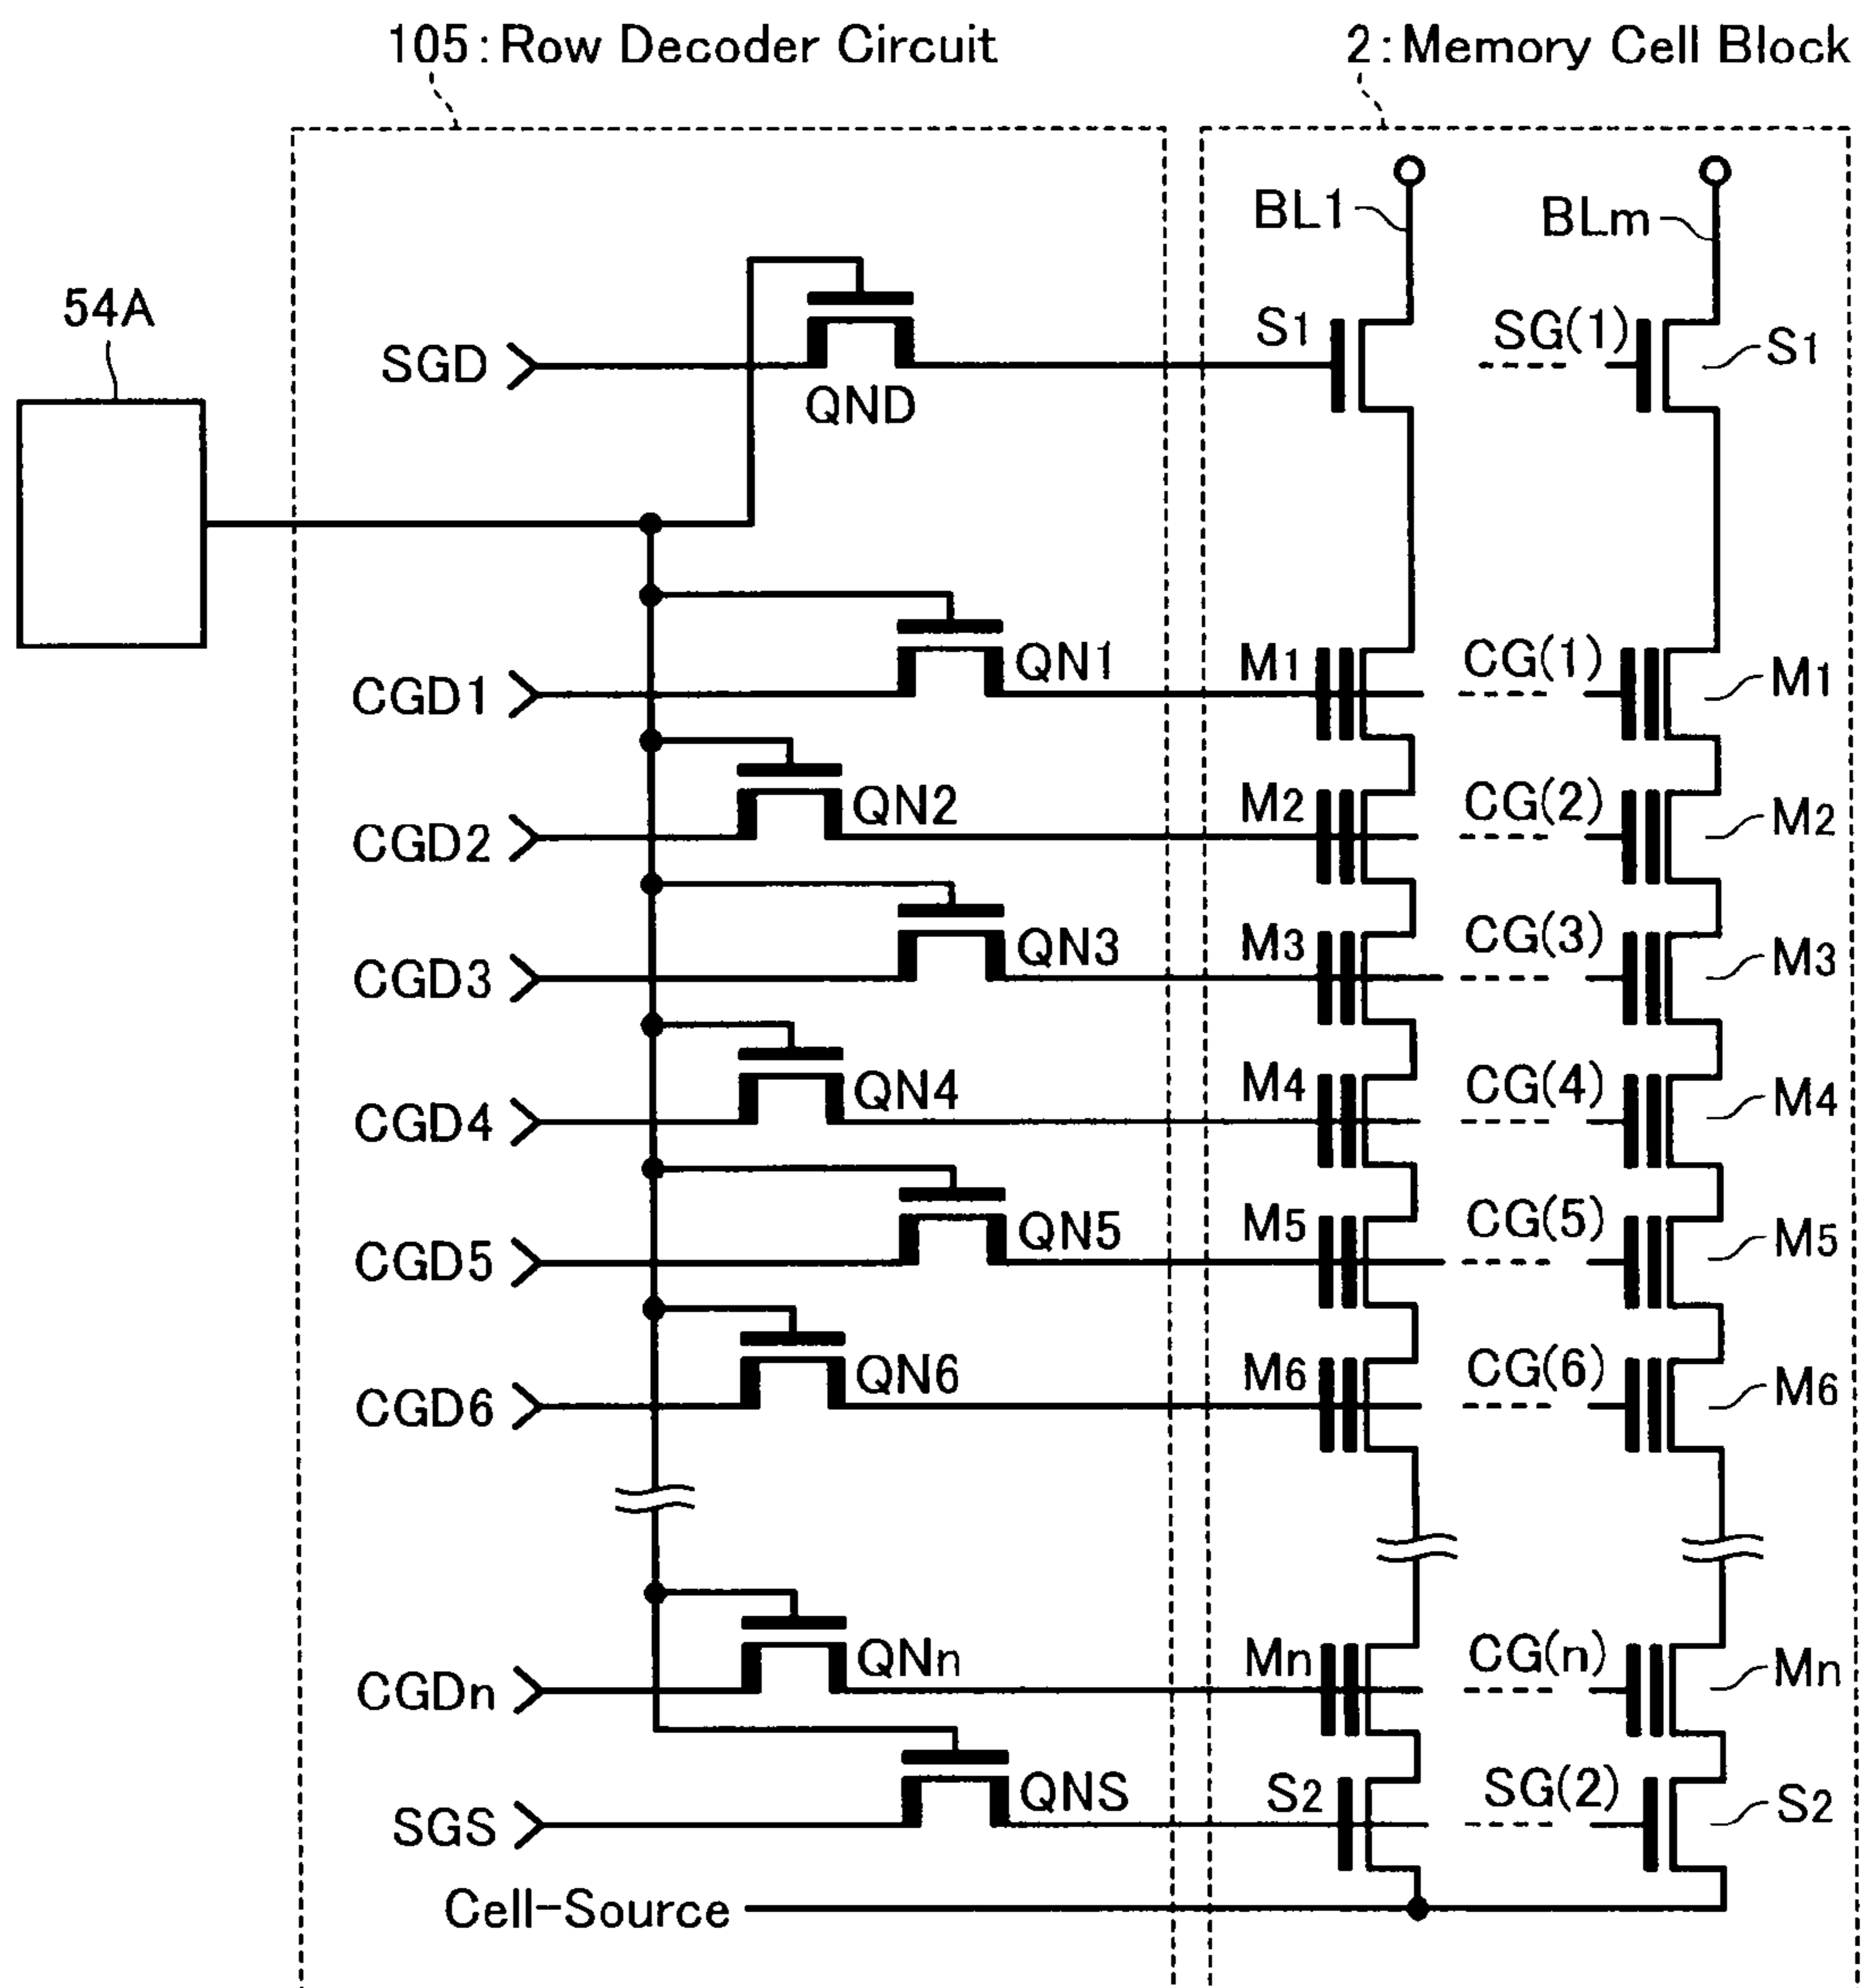 105:Row Decoder Circuit
2:Memory Cell Block
BL1
BLm
54A
S1
SG(1)
S1
SGD
QND
QN1
M1
CG(1)
M1
CGD1
QN2
M2
CG(2)
M2
CGD2
QN3
M3
CG(3)
M3
CGD3
QN4
M4
CG(4)
M4
CGD4
QN5
M5
CG(5)
M5
CGD5
QN6
M6
CG(6)
M6
CGD6
QNn
Mn
CG(n)
Mn
CGDn
QNS
S2
SG(2)
S2
SGS
Cell-Source